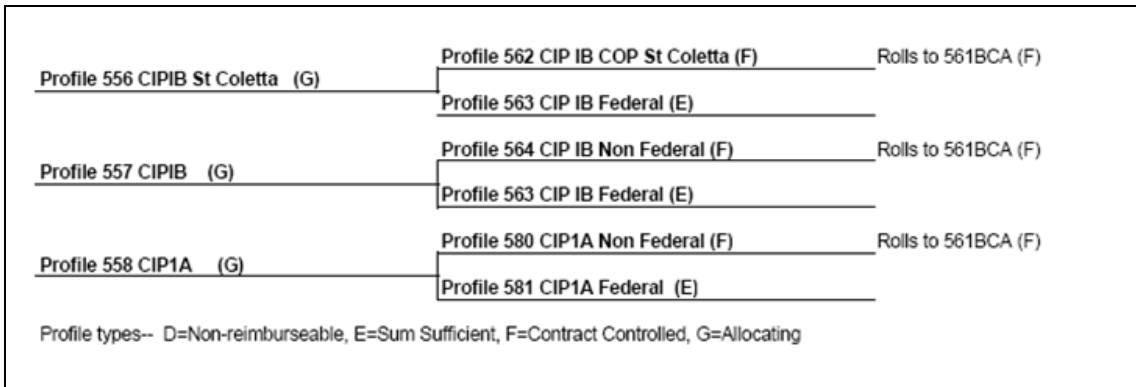 Profile 562 CIP IB COP St Coletta (F) Rolls to 561BCA (F)
Profile 556 CIPIB St Coletta (G)
Profile 563 CIP IB Federal (E)
Profile 564 CIP IB Non Federal (F) Rolls to 561BCA (F)
Profile 557 CIPIB (G)
Profile 563 CIP IB Federal (E)
Profile 580 CIP1A Non Federal (F) Rolls to 561BCA (F)
Profile 558 CIP1A (G)
Profile 581 CIP1A Federal (E)
Profile types-- D=Non-reimburseable, E=Sum Sufficient, F=Contract Controlled, G=Allocating